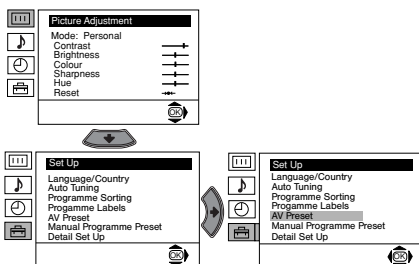 Picture Adjustment
Mode: Personal
Contrast
Brightness
Colour
Sharpness
Hue
Reset
OK
Set Up
Language/Country
Auto Tuning
Programme Sorting
Progamme Labels
AV Preset
Manual Programme Preset
Detail Set Up
OK
Set Up
Language/Country
Auto Tuning
Programme Sorting
Progamme Labels
AV Preset
Manual Programme Preset
Detail Set Up
OK